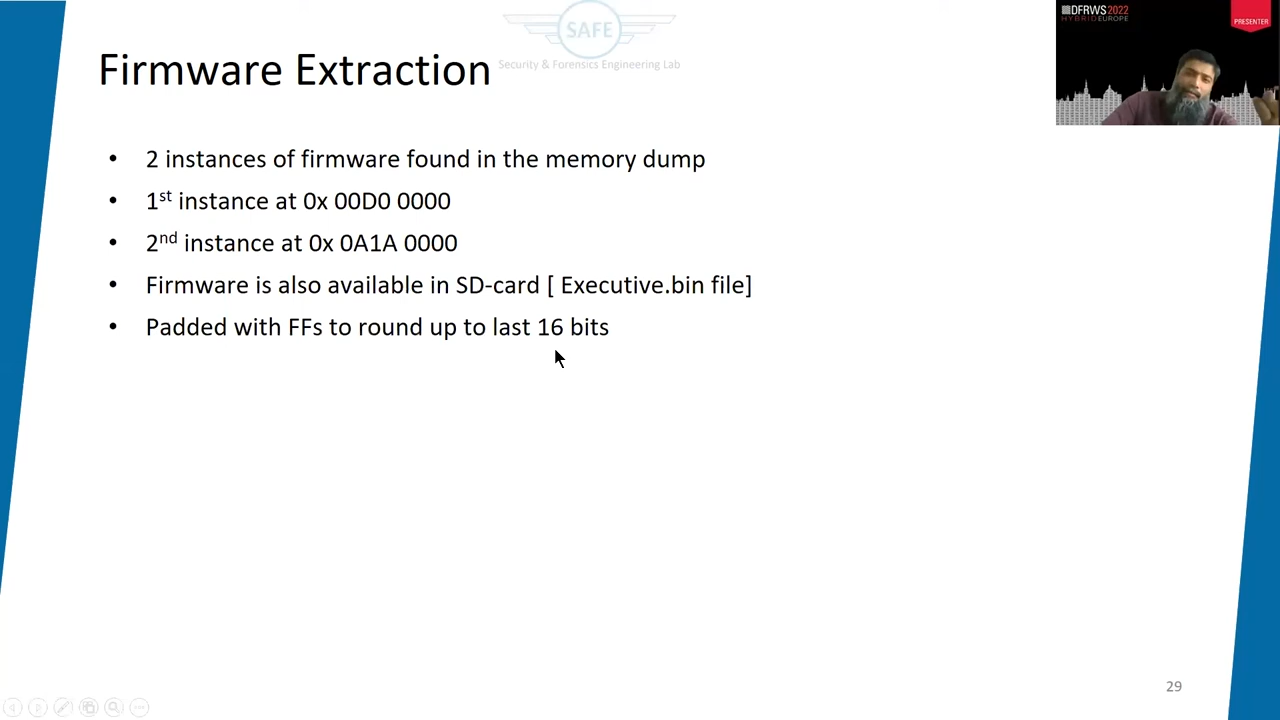 SAFE
Security & Forensics Engineering Lab
DFRWS2022
HYBRID EUROPE
PRESENTER
Firmware Extraction
• 2 instances of firmware found in the memory dump
• 1st instance at 0x 00D0 0000
• 2nd instance at 0x 0A1A 0000
• Firmware is also available in SD-card [ Executive.bin file]
• Padded with FFs to round up to last 16 bits
29